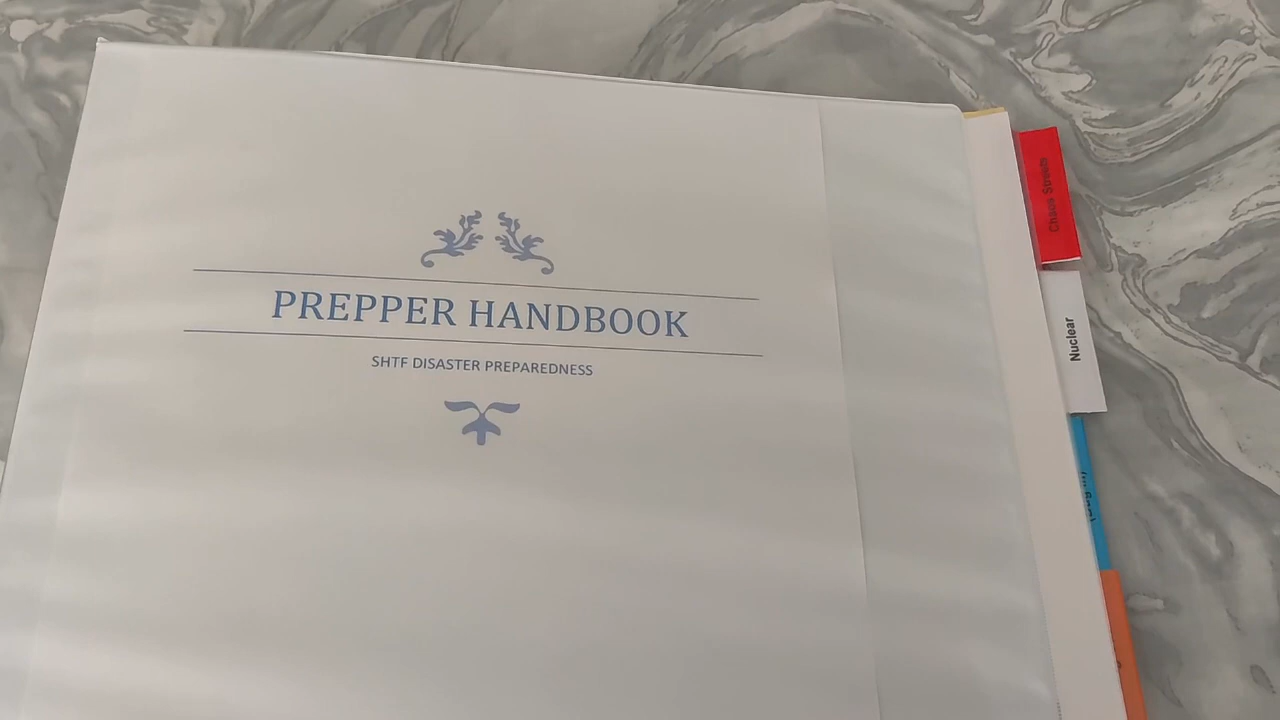 PREPPER HANDBOOK
SHTF DISASTER PREPAREDNESS
Chaos Streets
Nuclear